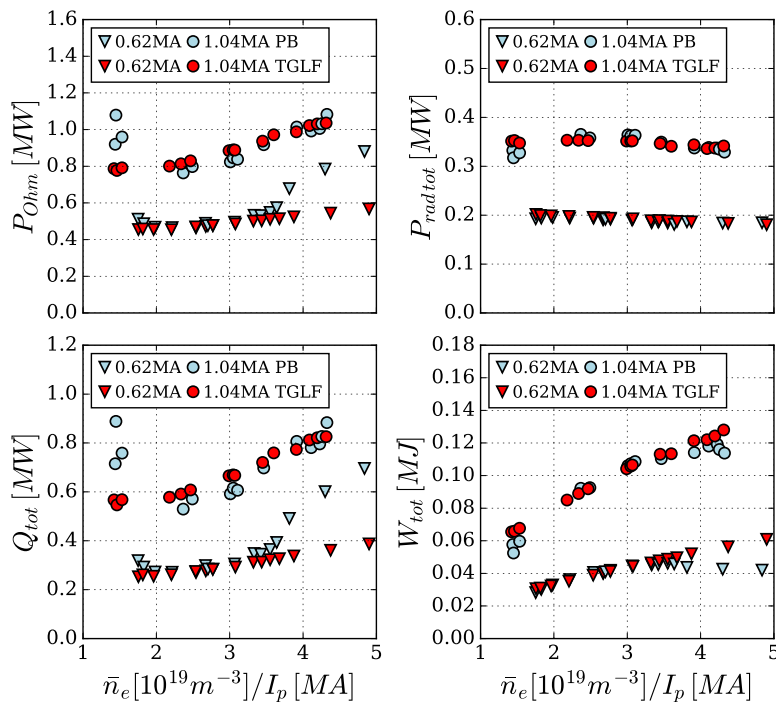 P_Ohm [MW]
1.6
1.4
1.2
1.0
0.8
0.6
0.4
0.2
0.0
0.62MA 1.04MA PB
0.62MA 1.04MA TGLF
P_rad tot [MW]
0.6
0.5
0.4
0.3
0.2
0.1
0.0
0.62MA 1.04MA PB
0.62MA 1.04MA TGLF
Q_tot [MW]
1.2
1.0
0.8
0.6
0.4
0.2
0.0
0.62MA 1.04MA PB
0.62MA 1.04MA TGLF
1 2 3 4 5
n̄_e[10^19 m^-3]/I_p [MA]
W_tot [MJ]
0.18
0.16
0.14
0.12
0.10
0.08
0.06
0.04
0.02
0.00
0.62MA 1.04MA PB
0.62MA 1.04MA TGLF
1 2 3 4 5
n̄_e[10^19 m^-3]/I_p [MA]